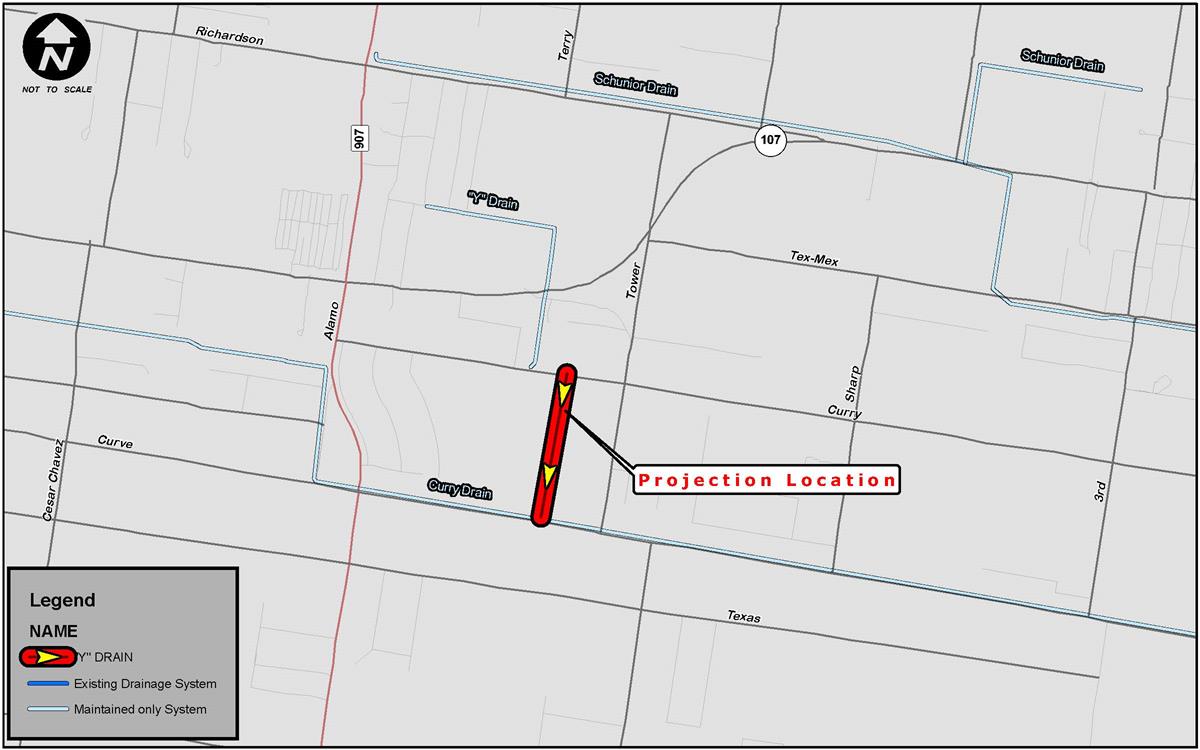 N
NOT TO SCALE
Richardson
Terry
Schunior Drain
Schunior Drain
907
107
"Y" Drain
Tex-Mex
Tower
Alamo
Sharp
Curry
Curve
Cesar Chavez
Curry Drain
Projection Location
3rd
Texas
Legend
NAME
Y" DRAIN
Existing Drainage System
Maintained only System